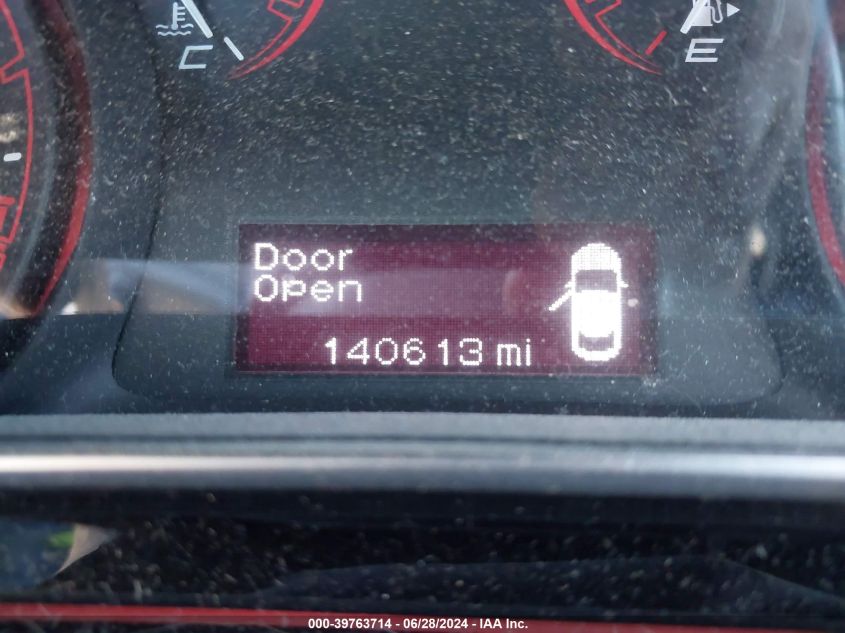 C
E
Door
Open
140613 mi
000-39763714 - 06/28/2024 - IAA Inc.